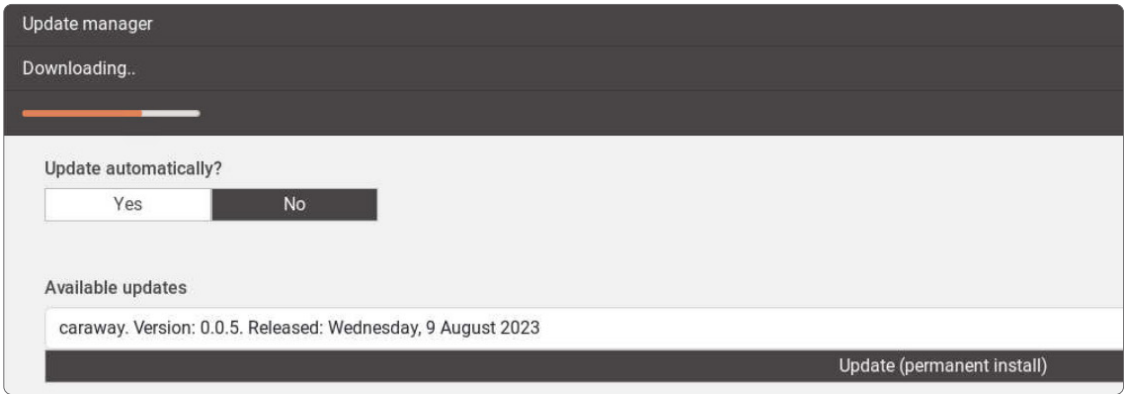 Update manager
Downloading..
Update automatically?
Yes No
Available updates
caraway. Version: 0.0.5. Released: Wednesday, 9 August 2023
Update (permanent install)